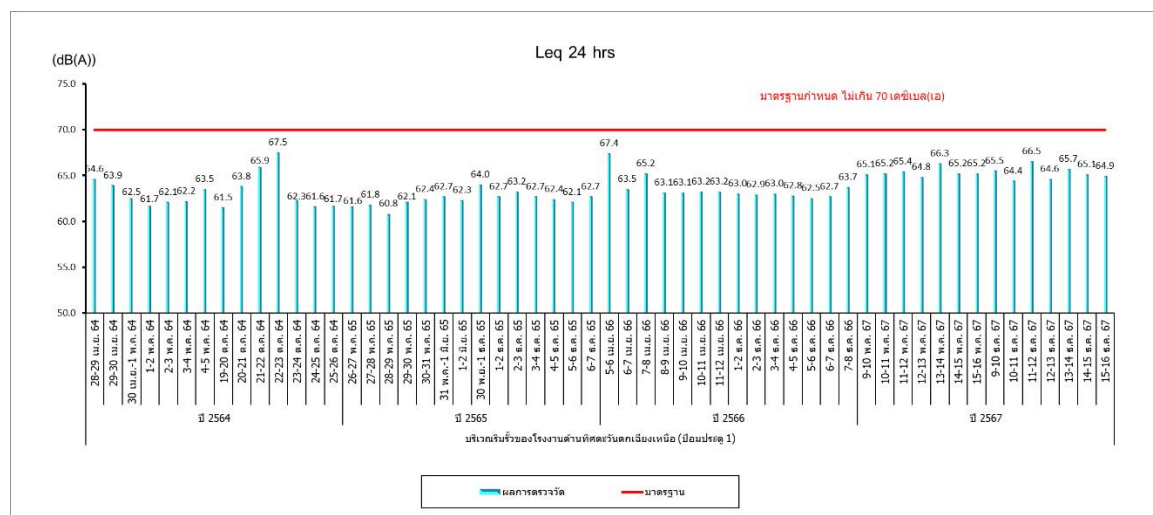 Leq 24 hrs
(dB(A))
มาตรฐานกำหนด ไม่เกิน 70 เดซิเบล(เอ)
75.0
70.0
65.0
60.0
55.0
50.0
64.6 63.9 62.5 61.7 62.1 62.2 63.5 61.5 63.8 65.9 67.5 62.3 61.6 61.7 61.6 61.8 60.8 62.1 62.4 62.7 62.3 64.0 62.7 63.2 62.7 62.4 62.1 62.7 67.4 63.5 65.2 63.1 63.1 63.2 63.2 63.0 62.9 63.0 62.8 62.5 62.7 63.7 65.1 65.2 65.4 64.8 66.3 65.2 65.2 65.5 64.4 66.5 64.6 65.7 65.1 64.9
28-29 เม.ย. 64
29-30 เม.ย. 64
30 เม.ย.-1 พ.ค. 64
1-2 พ.ค. 64
2-3 พ.ค. 64
3-4 พ.ค. 64
4-5 พ.ค. 64
19-20 ต.ค. 64
20-21 ต.ค. 64
21-22 ต.ค. 64
22-23 ต.ค. 64
23-24 ต.ค. 64
24-25 ต.ค. 64
25-26 ต.ค. 64
26-27 พ.ค. 65
27-28 พ.ค. 65
28-29 พ.ค. 65
29-30 พ.ค. 65
30-31 พ.ค. 65
31 พ.ค.-1 มิ.ย. 65
1-2 มิ.ย. 65
30 พ.ย.-1 ธ.ค. 65
1-2 ธ.ค. 65
2-3 ธ.ค. 65
3-4 ธ.ค. 65
4-5 ธ.ค. 65
5-6 ธ.ค. 65
6-7 ธ.ค. 65
5-6 เม.ย. 66
6-7 เม.ย. 66
7-8 เม.ย. 66
8-9 เม.ย. 66
9-10 เม.ย. 66
10-11 เม.ย. 66
11-12 เม.ย. 66
1-2 ธ.ค. 66
2-3 ธ.ค. 66
3-4 ธ.ค. 66
4-5 ธ.ค. 66
5-6 ธ.ค. 66
6-7 ธ.ค. 66
7-8 ธ.ค. 66
9-10 พ.ค. 67
10-11 พ.ค. 67
11-12 พ.ค. 67
12-13 พ.ค. 67
13-14 พ.ค. 67
14-15 พ.ค. 67
15-16 พ.ค. 67
9-10 ธ.ค. 67
10-11 ธ.ค. 67
11-12 ธ.ค. 67
12-13 ธ.ค. 67
13-14 ธ.ค. 67
14-15 ธ.ค. 67
15-16 ธ.ค. 67
ปี 2564 ปี 2565 ปี 2566 ปี 2567
บริเวณริมรั้วของโรงงานด้านทิศตะวันตกเฉียงเหนือ (ป้อมประตู 1)
ผลการตรวจวัด มาตรฐาน